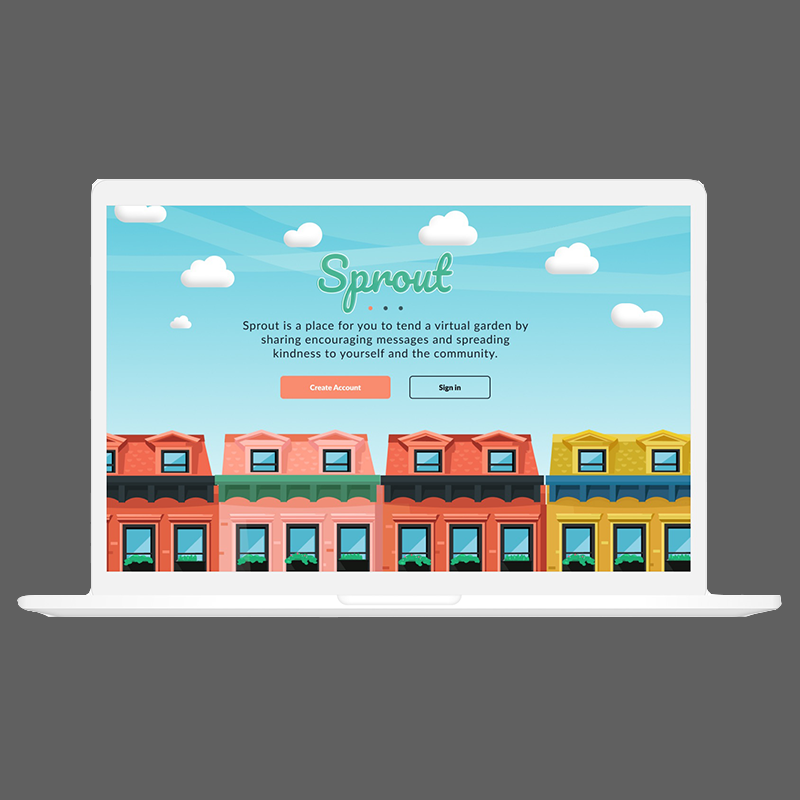 Sprout
Sprout is a place for you to tend a virtual garden by
sharing encouraging messages and spreading
kindness to yourself and the community.
Create Account
Sign in